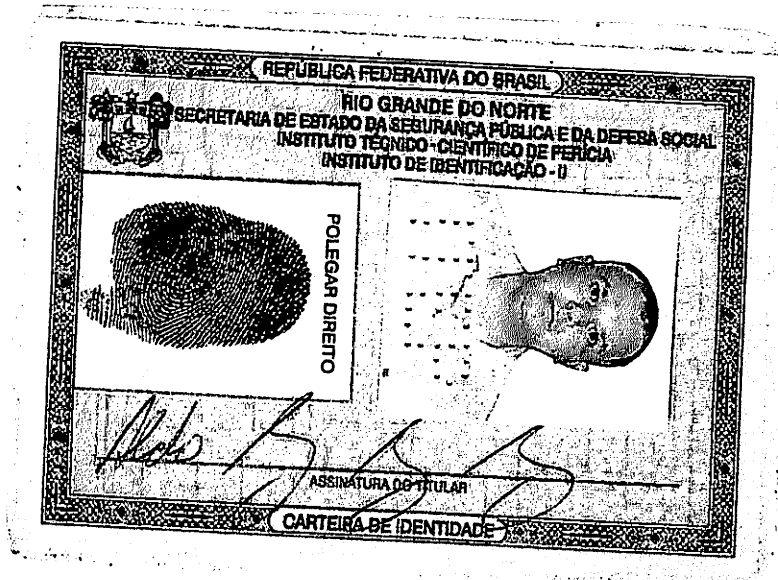 REPÚBLICA FEDERATIVA DO BRASIL
RIO GRANDE DO NORTE
SECRETARIA DE ESTADO DA SEGURANÇA PÚBLICA E DA DEFESA SOCIAL
INSTITUTO TÉCNICO - CIENTÍFICO DE PERÍCIA
INSTITUTO DE IDENTIFICAÇÃO - II
POLEGAR DIREITO
ASSINATURA DO TITULAR
CARTEIRA DE IDENTIDADE